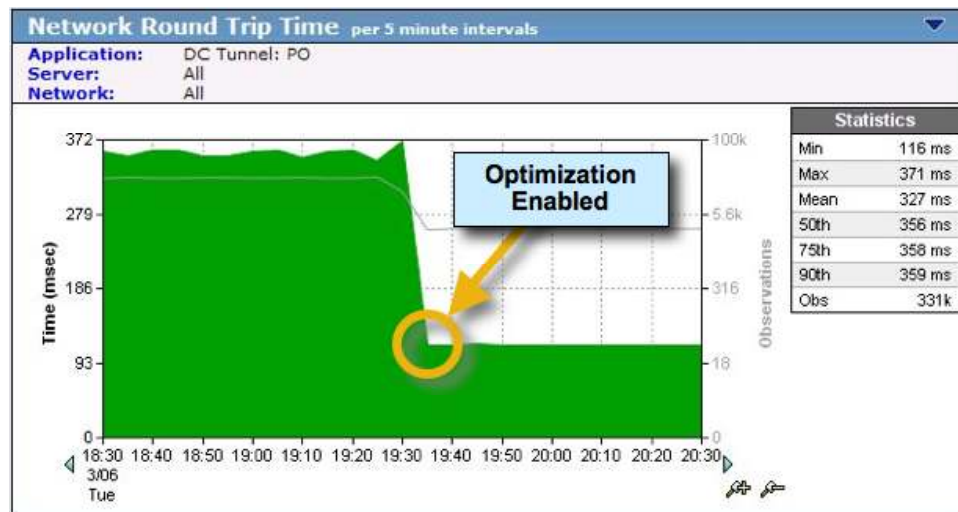 Network Round Trip Time per 5 minute intervals
Application: DC Tunnel: PO
Server: All
Network: All
Statistics
Min 116 ms
Max 371 ms
Mean 327 ms
50th 356 ms
75th 358 ms
90th 359 ms
Obs 331k
Optimization
Enabled
Time (msec)
372
279
186
93
0
100k
5.6k
316
18
0
Observations
18:30 18:40 18:50 19:00 19:10 19:20 19:30 19:40 19:50 20:00 20:10 20:20 20:30
3/06
Tue